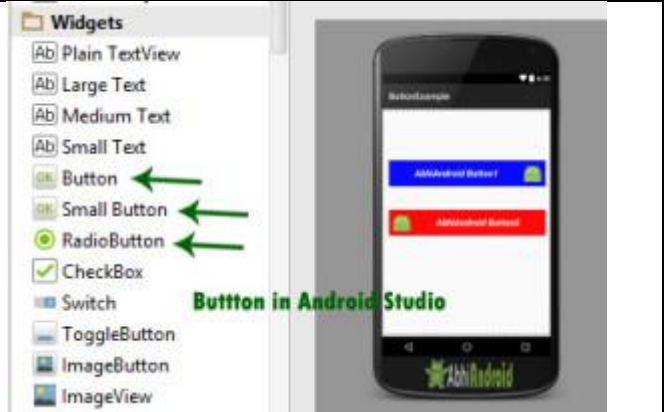 Widgets
Ab Plain TextView
Ab Large Text
Ab Medium Text
Ab Small Text
OK Button
OK Small Button
RadioButton
CheckBox
Switch
ToggleButton
ImageButton
ImageView
Buttton in Android Studio
ButtonExample
AbhiAndroid Button1
AbhiAndroid Button2
AbhiAndroid